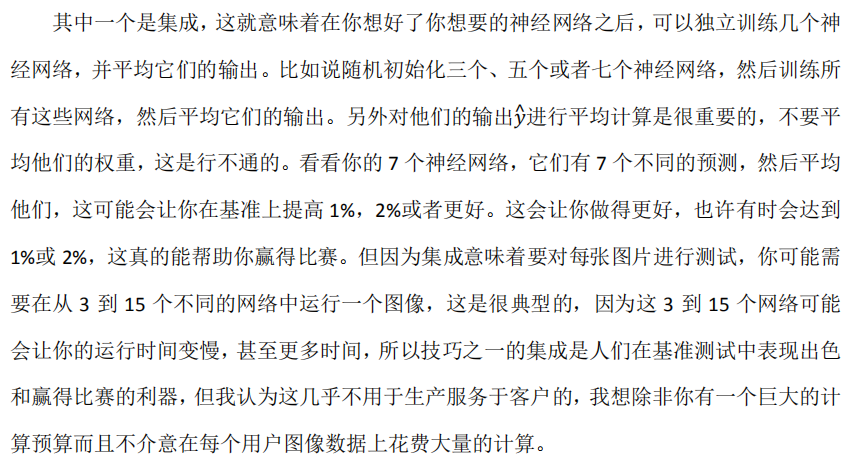 其中一个是集成，这就意味着在你想好了你想要的神经网络之后，可以独立训练几个神
经网络，并平均它们的输出。比如说随机初始化三个、五个或者七个神经网络，然后训练所
有这些网络，然后平均它们的输出。另外对他们的输出ŷ进行平均计算是很重要的，不要平
均他们的权重，这是行不通的。看看你的 7 个神经网络，它们有 7 个不同的预测，然后平均
他们，这可能会让你在基准上提高 1%，2%或者更好。这会让你做得更好，也许有时会达到
1%或 2%，这真的能帮助你赢得比赛。但因为集成意味着要对每张图片进行测试，你可能需
要在从 3 到 15 个不同的网络中运行一个图像，这是很典型的，因为这 3 到 15 个网络可能
会让你的运行时间变慢，甚至更多时间，所以技巧之一的集成是人们在基准测试中表现出色
和赢得比赛的利器，但我认为这几乎不用于生产服务于客户的，我想除非你有一个巨大的计
算预算而且不介意在每个用户图像数据上花费大量的计算。